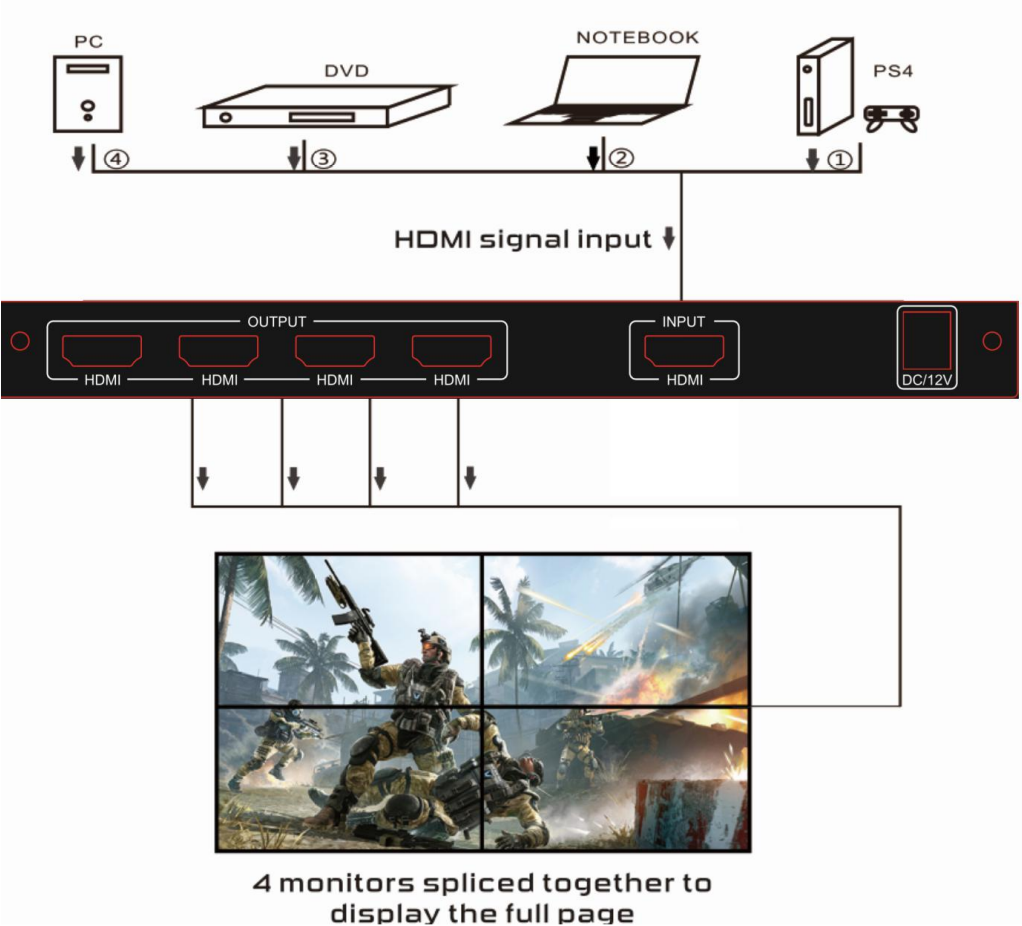 PC
DVD
NOTEBOOK
PS4
④
③
②
①
HDMI signal input
OUTPUT
INPUT
HDMI
HDMI
HDMI
HDMI
HDMI
DC/12V
4 monitors spliced together to
display the full page